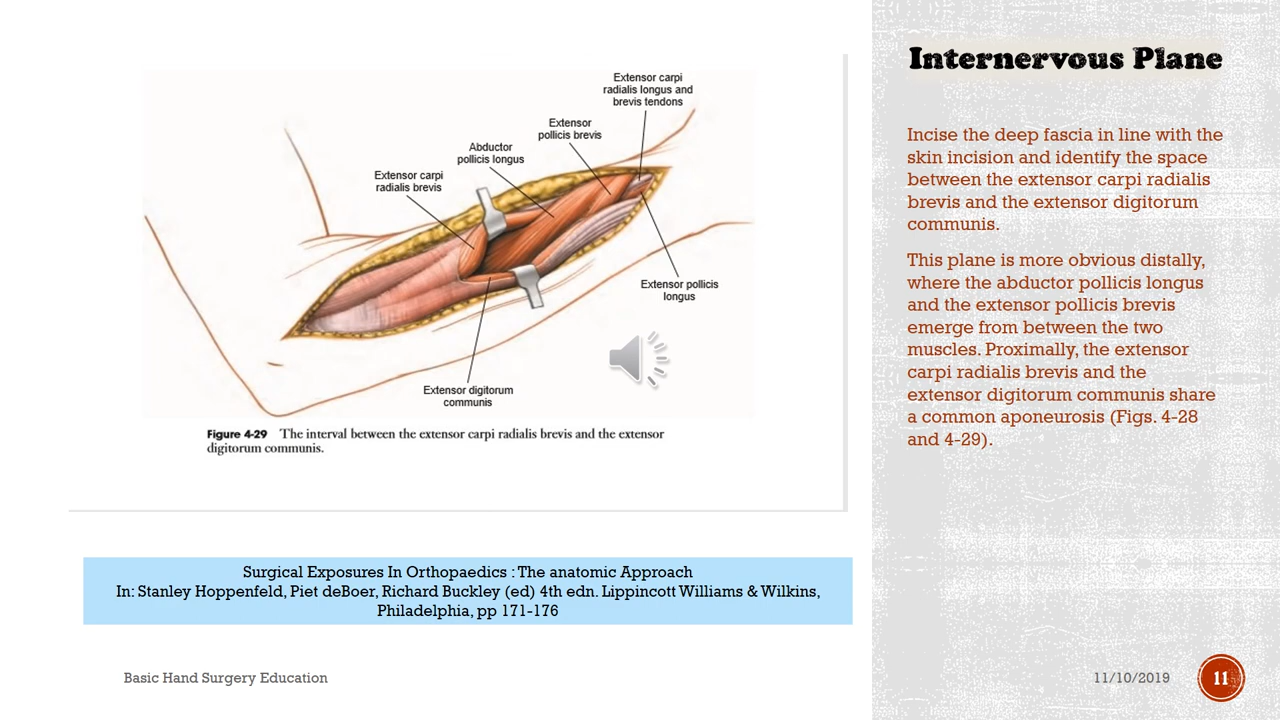 Internervous Plane
Extensor carpi
radialis longus and
brevis tendons
Extensor
pollicis brevis
Abductor
pollicis longus
Extensor carpi
radialis brevis
Extensor pollicis
longus
Extensor digitorum
communis
Figure 4-29 The interval between the extensor carpi radialis brevis and the extensor
digitorum communis.
Incise the deep fascia in line with the
skin incision and identify the space
between the extensor carpi radialis
brevis and the extensor digitorum
communis.
This plane is more obvious distally,
where the abductor pollicis longus
and the extensor pollicis brevis
emerge from between the two
muscles. Proximally, the extensor
carpi radialis brevis and the
extensor digitorum communis share
a common aponeurosis (Figs. 4-28
and 4-29).
Surgical Exposures In Orthopaedics : The anatomic Approach
In: Stanley Hoppenfeld, Piet deBoer, Richard Buckley (ed) 4th edn. Lippincott Williams & Wilkins,
Philadelphia, pp 171-176
Basic Hand Surgery Education
11/10/2019
11